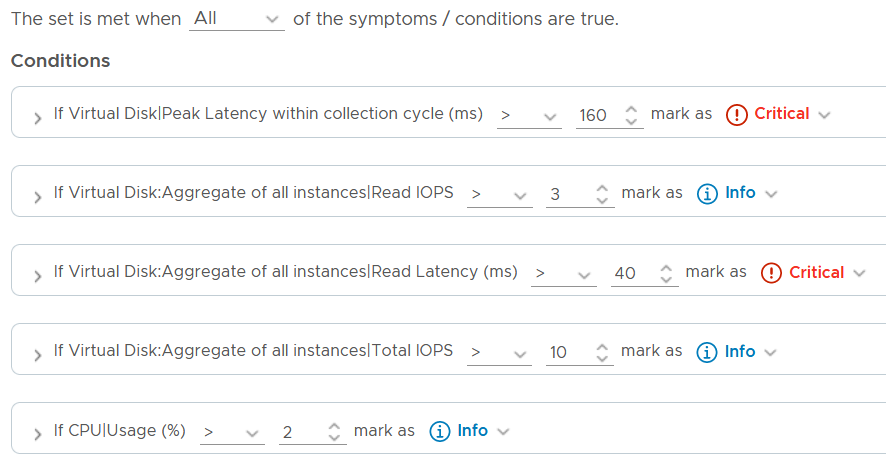 The set is met when All of the symptoms / conditions are true.
Conditions
If Virtual Disk|Peak Latency within collection cycle (ms) > 160 mark as Critical
If Virtual Disk:Aggregate of all instances|Read IOPS > 3 mark as Info
If Virtual Disk:Aggregate of all instances|Read Latency (ms) > 40 mark as Critical
If Virtual Disk:Aggregate of all instances|Total IOPS > 10 mark as Info
If CPU|Usage (%) > 2 mark as Info